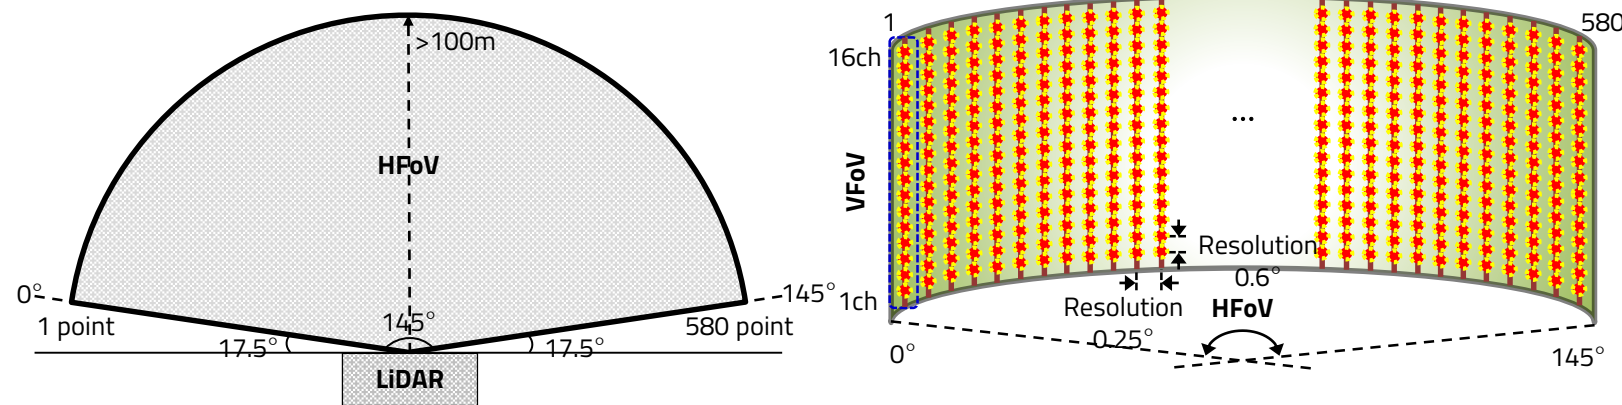 >100m
HFoV
0°
145°
1 point
145°
580 point
17.5°
17.5°
LiDAR
1
580
16ch
VFoV
...
Resolution
0.6°
1ch
Resolution
0.25°
HFoV
0°
145°